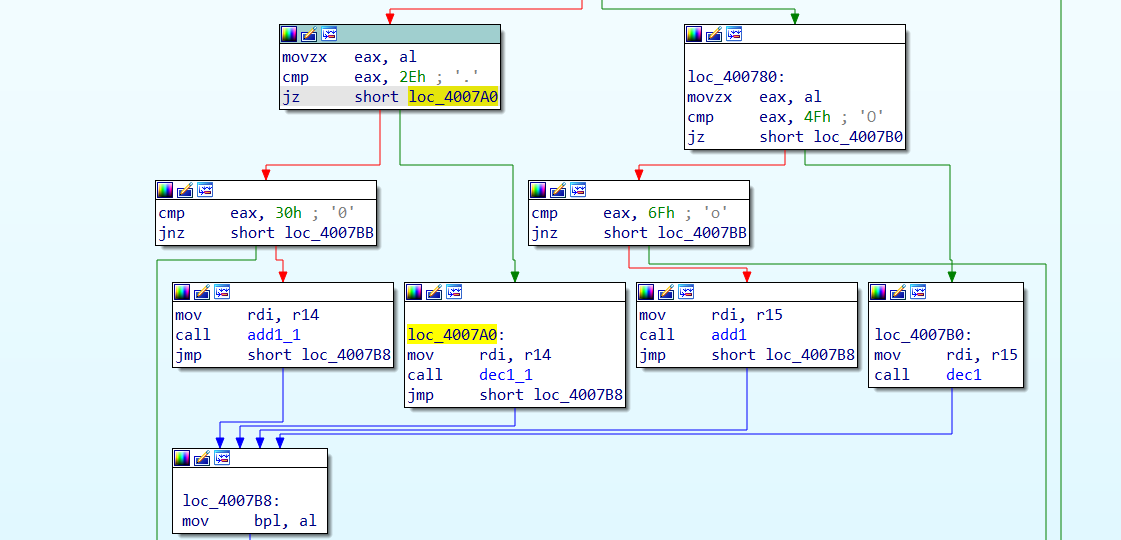 movzx eax, al
cmp eax, 2Eh ; '.'
jz short loc_4007A0
loc_400780:
movzx eax, al
cmp eax, 4Fh ; 'O'
jz short loc_4007B0
cmp eax, 30h ; '0'
jnz short loc_4007BB
cmp eax, 6Fh ; 'o'
jnz short loc_4007BB
mov rdi, r14
call add1_1
jmp short loc_4007B8
loc_4007A0:
mov rdi, r14
call dec1_1
jmp short loc_4007B8
mov rdi, r15
call add1
jmp short loc_4007B8
loc_4007B0:
mov rdi, r15
call dec1
loc_4007B8:
mov bpl, al